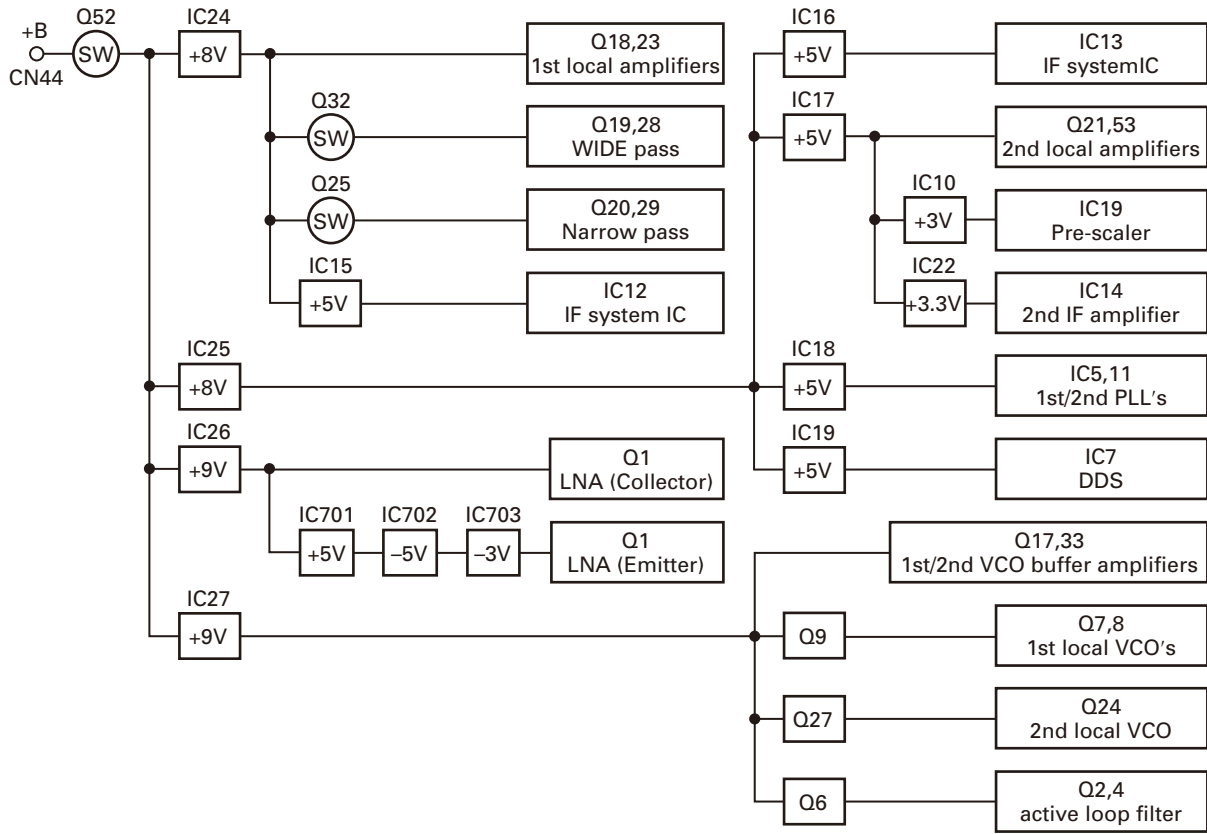 +B
CN44
Q52
SW
IC24
+8V
Q18,23
1st local amplifiers
Q32
SW
Q19,28
WIDE pass
Q25
SW
Q20,29
Narrow pass
IC15
+5V
IC12
IF system IC
IC25
+8V
IC16
+5V
IC13
IF systemIC
IC17
+5V
Q21,53
2nd local amplifiers
IC10
+3V
IC19
Pre-scaler
IC22
+3.3V
IC14
2nd IF amplifier
IC18
+5V
IC5,11
1st/2nd PLL's
IC19
+5V
IC7
DDS
IC26
+9V
Q1
LNA (Collector)
IC701
+5V
IC702
–5V
IC703
–3V
Q1
LNA (Emitter)
IC27
+9V
Q17,33
1st/2nd VCO buffer amplifiers
Q9
Q7,8
1st local VCO's
Q27
Q24
2nd local VCO
Q6
Q2,4
active loop filter